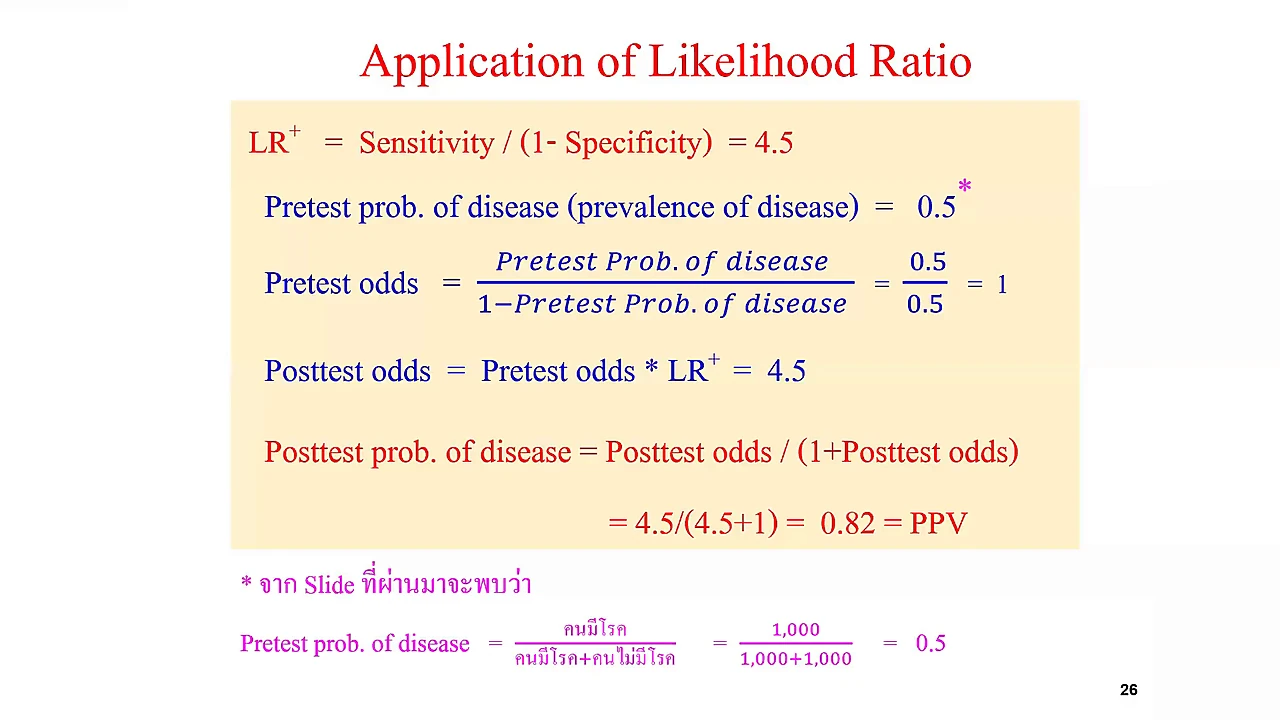 Application of Likelihood Ratio
LR⁺ = Sensitivity / (1- Specificity) = 4.5
Pretest prob. of disease (prevalence of disease) = 0.5*
Pretest odds = Pretest Prob. of disease / 1−Pretest Prob. of disease = 0.5 / 0.5 = 1
Posttest odds = Pretest odds * LR⁺ = 4.5
Posttest prob. of disease = Posttest odds / (1+Posttest odds)
= 4.5/(4.5+1) = 0.82 = PPV
* จาก Slide ที่ผ่านมาจะพบว่า
Pretest prob. of disease = คนมีโรค / คนมีโรค+คนไม่มีโรค = 1,000 / 1,000+1,000 = 0.5
26